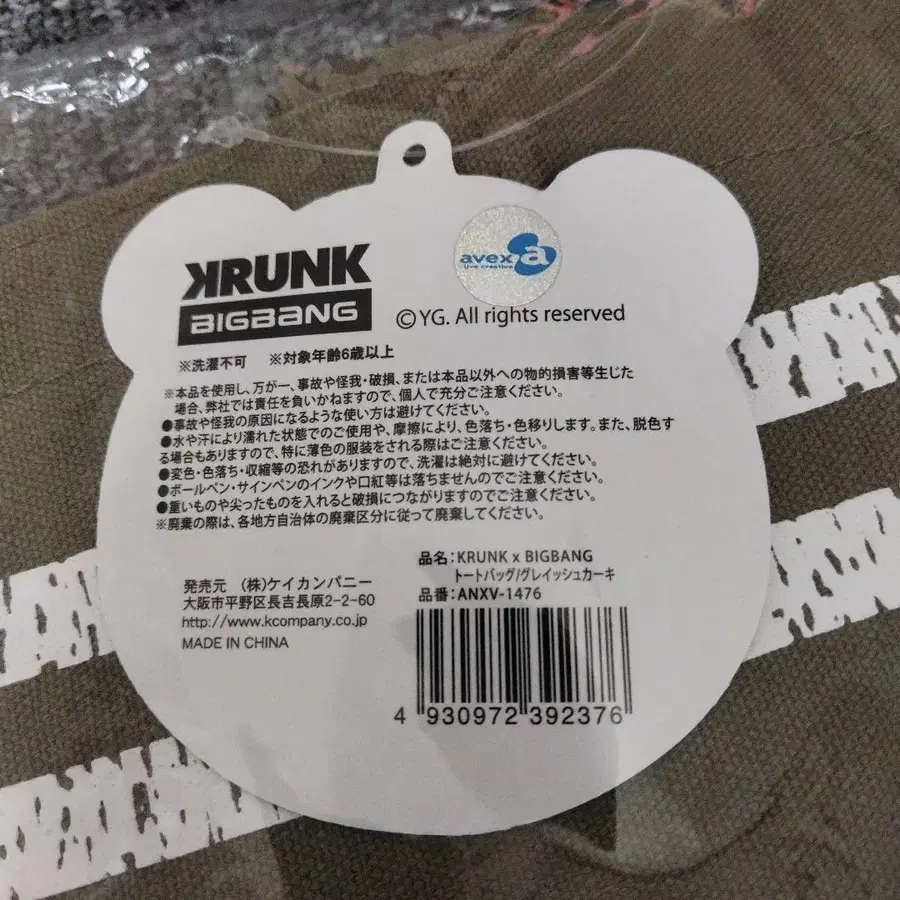 KRUNK
BIGBANG
avex
a
live creative
©YG. All rights reserved
※洗濯不可 ※対象年齢6歳以上
※本品を使用し、万が一、事故や怪我・破損、または本品以外への物的損害等生じた
場合、弊社では責任を負いかねますので、個人で充分ご注意ください。
●事故や怪我の原因になるような使い方は避けてください。
●水や汗により濡れた状態でのご使用や、摩擦により、色落ち・色移りします。また、脱色す
る場合もありますので、特に薄色の服装をされる際はご注意ください。
●変色・色落ち・収縮等の恐れがありますので、洗濯は絶対に避けてください。
●ボールペン・サインペンのインクや口紅等は落ちませんのでご注意ください。
●重いものや尖ったものを入れると破損につながりますのでご注意ください。
※廃棄の際は、各地方自治体の廃棄区分に従って廃棄してください。
品名：KRUNK x BIGBANG
トートバッグ/グレイッシュカーキ
品番：ANXV-1476
発売元 （株）ケイカンパニー
大阪市平野区長吉長原2-2-60
http://www.kcompany.co.jp
MADE IN CHINA
4 930972 392376